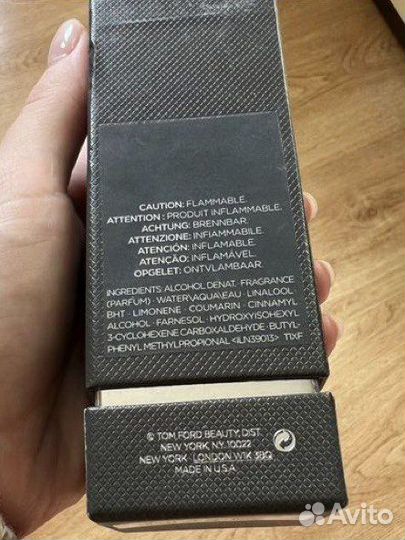 CAUTION: FLAMMABLE.
ATTENTION : PRODUIT INFLAMMABLE.
ACHTUNG: BRENNBAR.
ATTENZIONE: INFIAMMABILE.
ATENCIÓN: INFLAMABLE.
ATENÇÃO: INFLAMÁVEL.
OPGELET: ONTVLAMBAAR.
INGREDIENTS: ALCOHOL DENAT. · FRAGRANCE
(PARFUM) · WATER\AQUA\EAU · LINALOOL
BHT · LIMONENE · COUMARIN · CINNAMYL
ALCOHOL · FARNESOL · HYDROXYISOHEXYL
3-CYCLOHEXENE CARBOXALDEHYDE · BUTYL-
PHENYL METHYLPROPIONAL <ILN39013> TIXF
© TOM FORD BEAUTY, DIST.
NEW YORK, N.Y. 10022
NEW YORK · LONDON W1K 3BQ
MADE IN U.S.A.
Avito